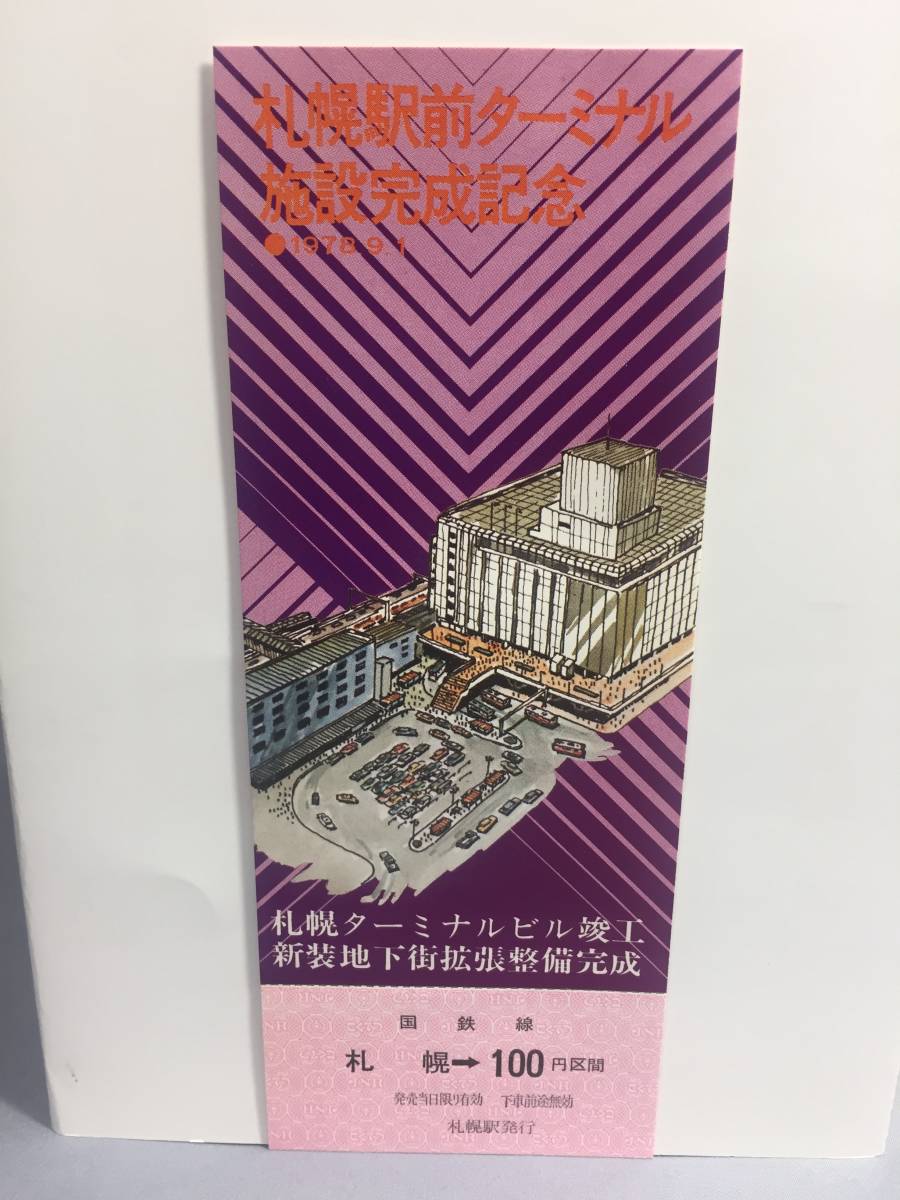 札幌駅前ターミナル
施設完成記念
●1978.9.1
札幌ターミナルビル竣工
新装地下街拡張整備完成
国鉄線
札幌→100円区間
発売当日限り有効 下車前途無効
札幌駅発行